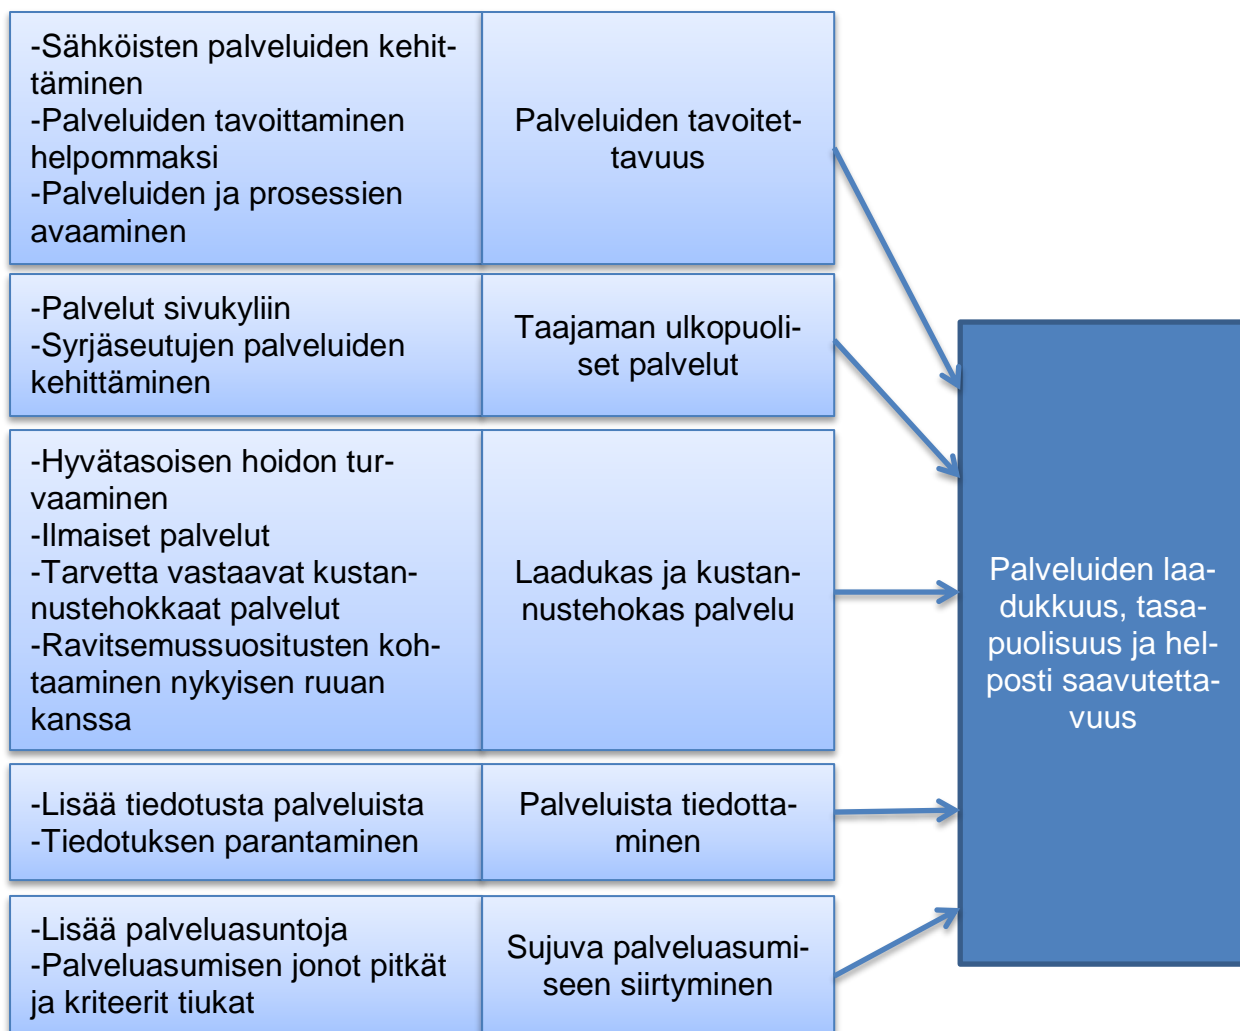 -Sähköisten palveluiden kehit-
täminen
-Palveluiden tavoittaminen
helpommaksi
-Palveluiden ja prosessien
avaaminen
Palveluiden tavoitet-
tavuus
-Palvelut sivukyliin
-Syrjäseutujen palveluiden
kehittäminen
Taajaman ulkopuoli-
set palvelut
-Hyvätasoisen hoidon tur-
vaaminen
-Ilmaiset palvelut
-Tarvetta vastaavat kustan-
nustehokkaat palvelut
-Ravitsemussuositusten koh-
taaminen nykyisen ruuan
kanssa
Laadukas ja kustan-
nustehokas palvelu
-Lisää tiedotusta palveluista
-Tiedotuksen parantaminen
Palveluista tiedotta-
minen
-Lisää palveluasuntoja
-Palveluasumisen jonot pitkät
ja kriteerit tiukat
Sujuva palveluasumi-
seen siirtyminen
Palveluiden laa-
dukkuus, tasa-
puolisuus ja hel-
posti saavutetta-
vuus